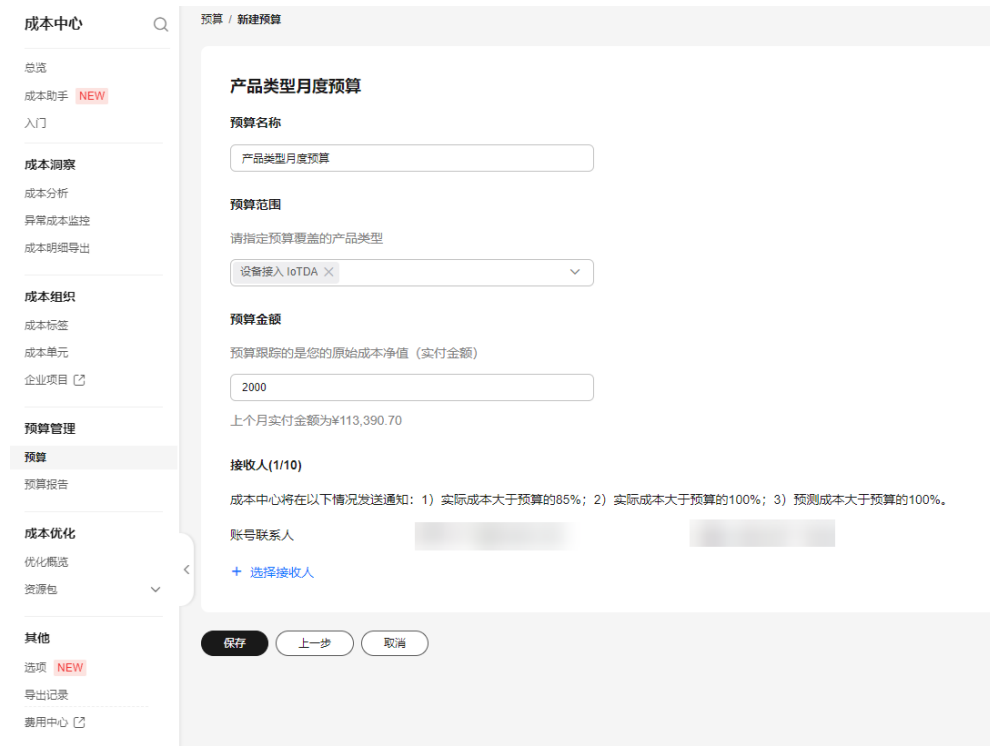 成本中心
总览
成本助手 NEW
入门
成本洞察
成本分析
异常成本监控
成本明细导出
成本组织
成本标签
成本单元
企业项目
预算管理
预算
预算报告
成本优化
优化概览
资源包
其他
选项 NEW
导出记录
费用中心
预算 / 新建预算
产品类型月度预算
预算名称
产品类型月度预算
预算范围
请指定预算覆盖的产品类型
设备接入 IoTDA
预算金额
预算跟踪的是您的原始成本净值（实付金额）
2000
上个月实付金额为¥113,390.70
接收人(1/10)
成本中心将在以下情况发送通知：1）实际成本大于预算的85%；2）实际成本大于预算的100%；3）预测成本大于预算的100%。
账号联系人
+ 选择接收人
保存 上一步 取消